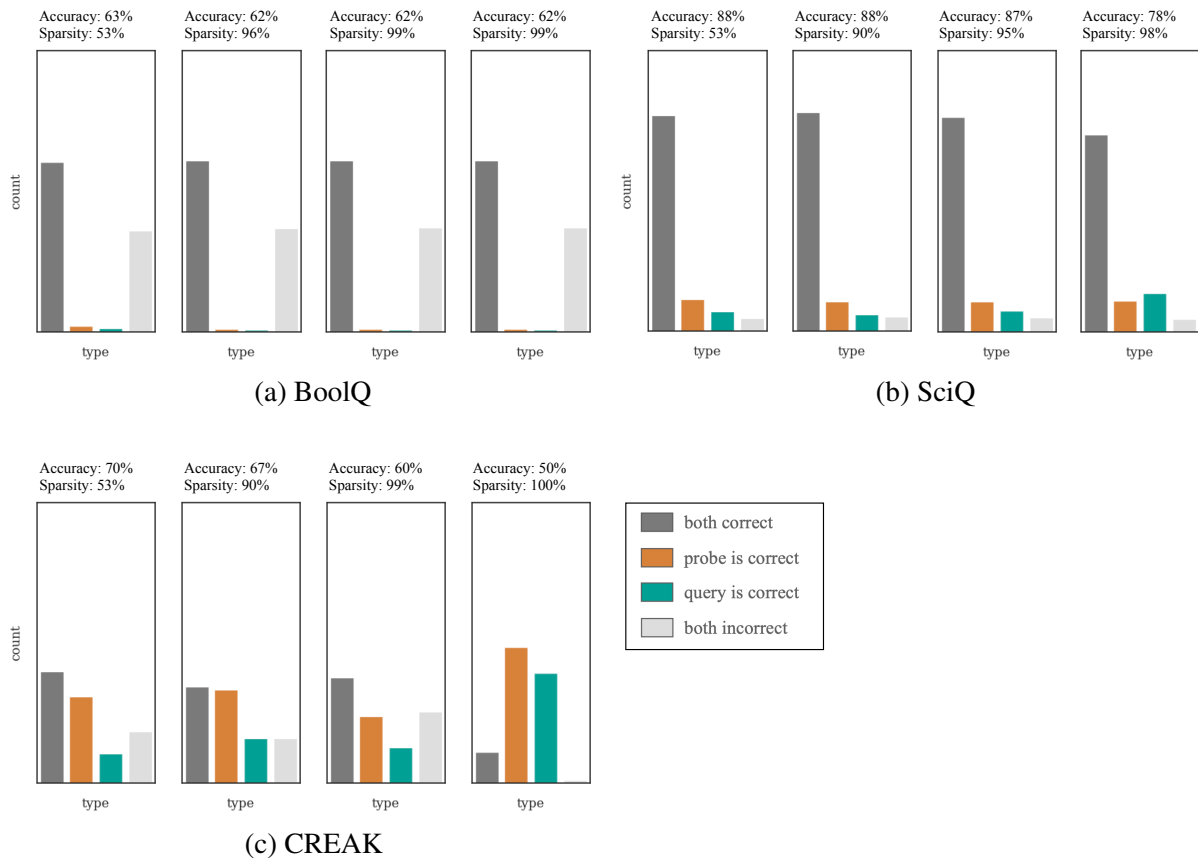 Accuracy: 63%
Sparsity: 53%
Accuracy: 62%
Sparsity: 96%
Accuracy: 62%
Sparsity: 99%
Accuracy: 62%
Sparsity: 99%
count
type
type
type
type
(a) BoolQ
Accuracy: 88%
Sparsity: 53%
Accuracy: 88%
Sparsity: 90%
Accuracy: 87%
Sparsity: 95%
Accuracy: 78%
Sparsity: 98%
count
type
type
type
type
(b) SciQ
Accuracy: 70%
Sparsity: 53%
Accuracy: 67%
Sparsity: 90%
Accuracy: 60%
Sparsity: 99%
Accuracy: 50%
Sparsity: 100%
count
type
type
type
type
(c) CREAK
both correct
probe is correct
query is correct
both incorrect